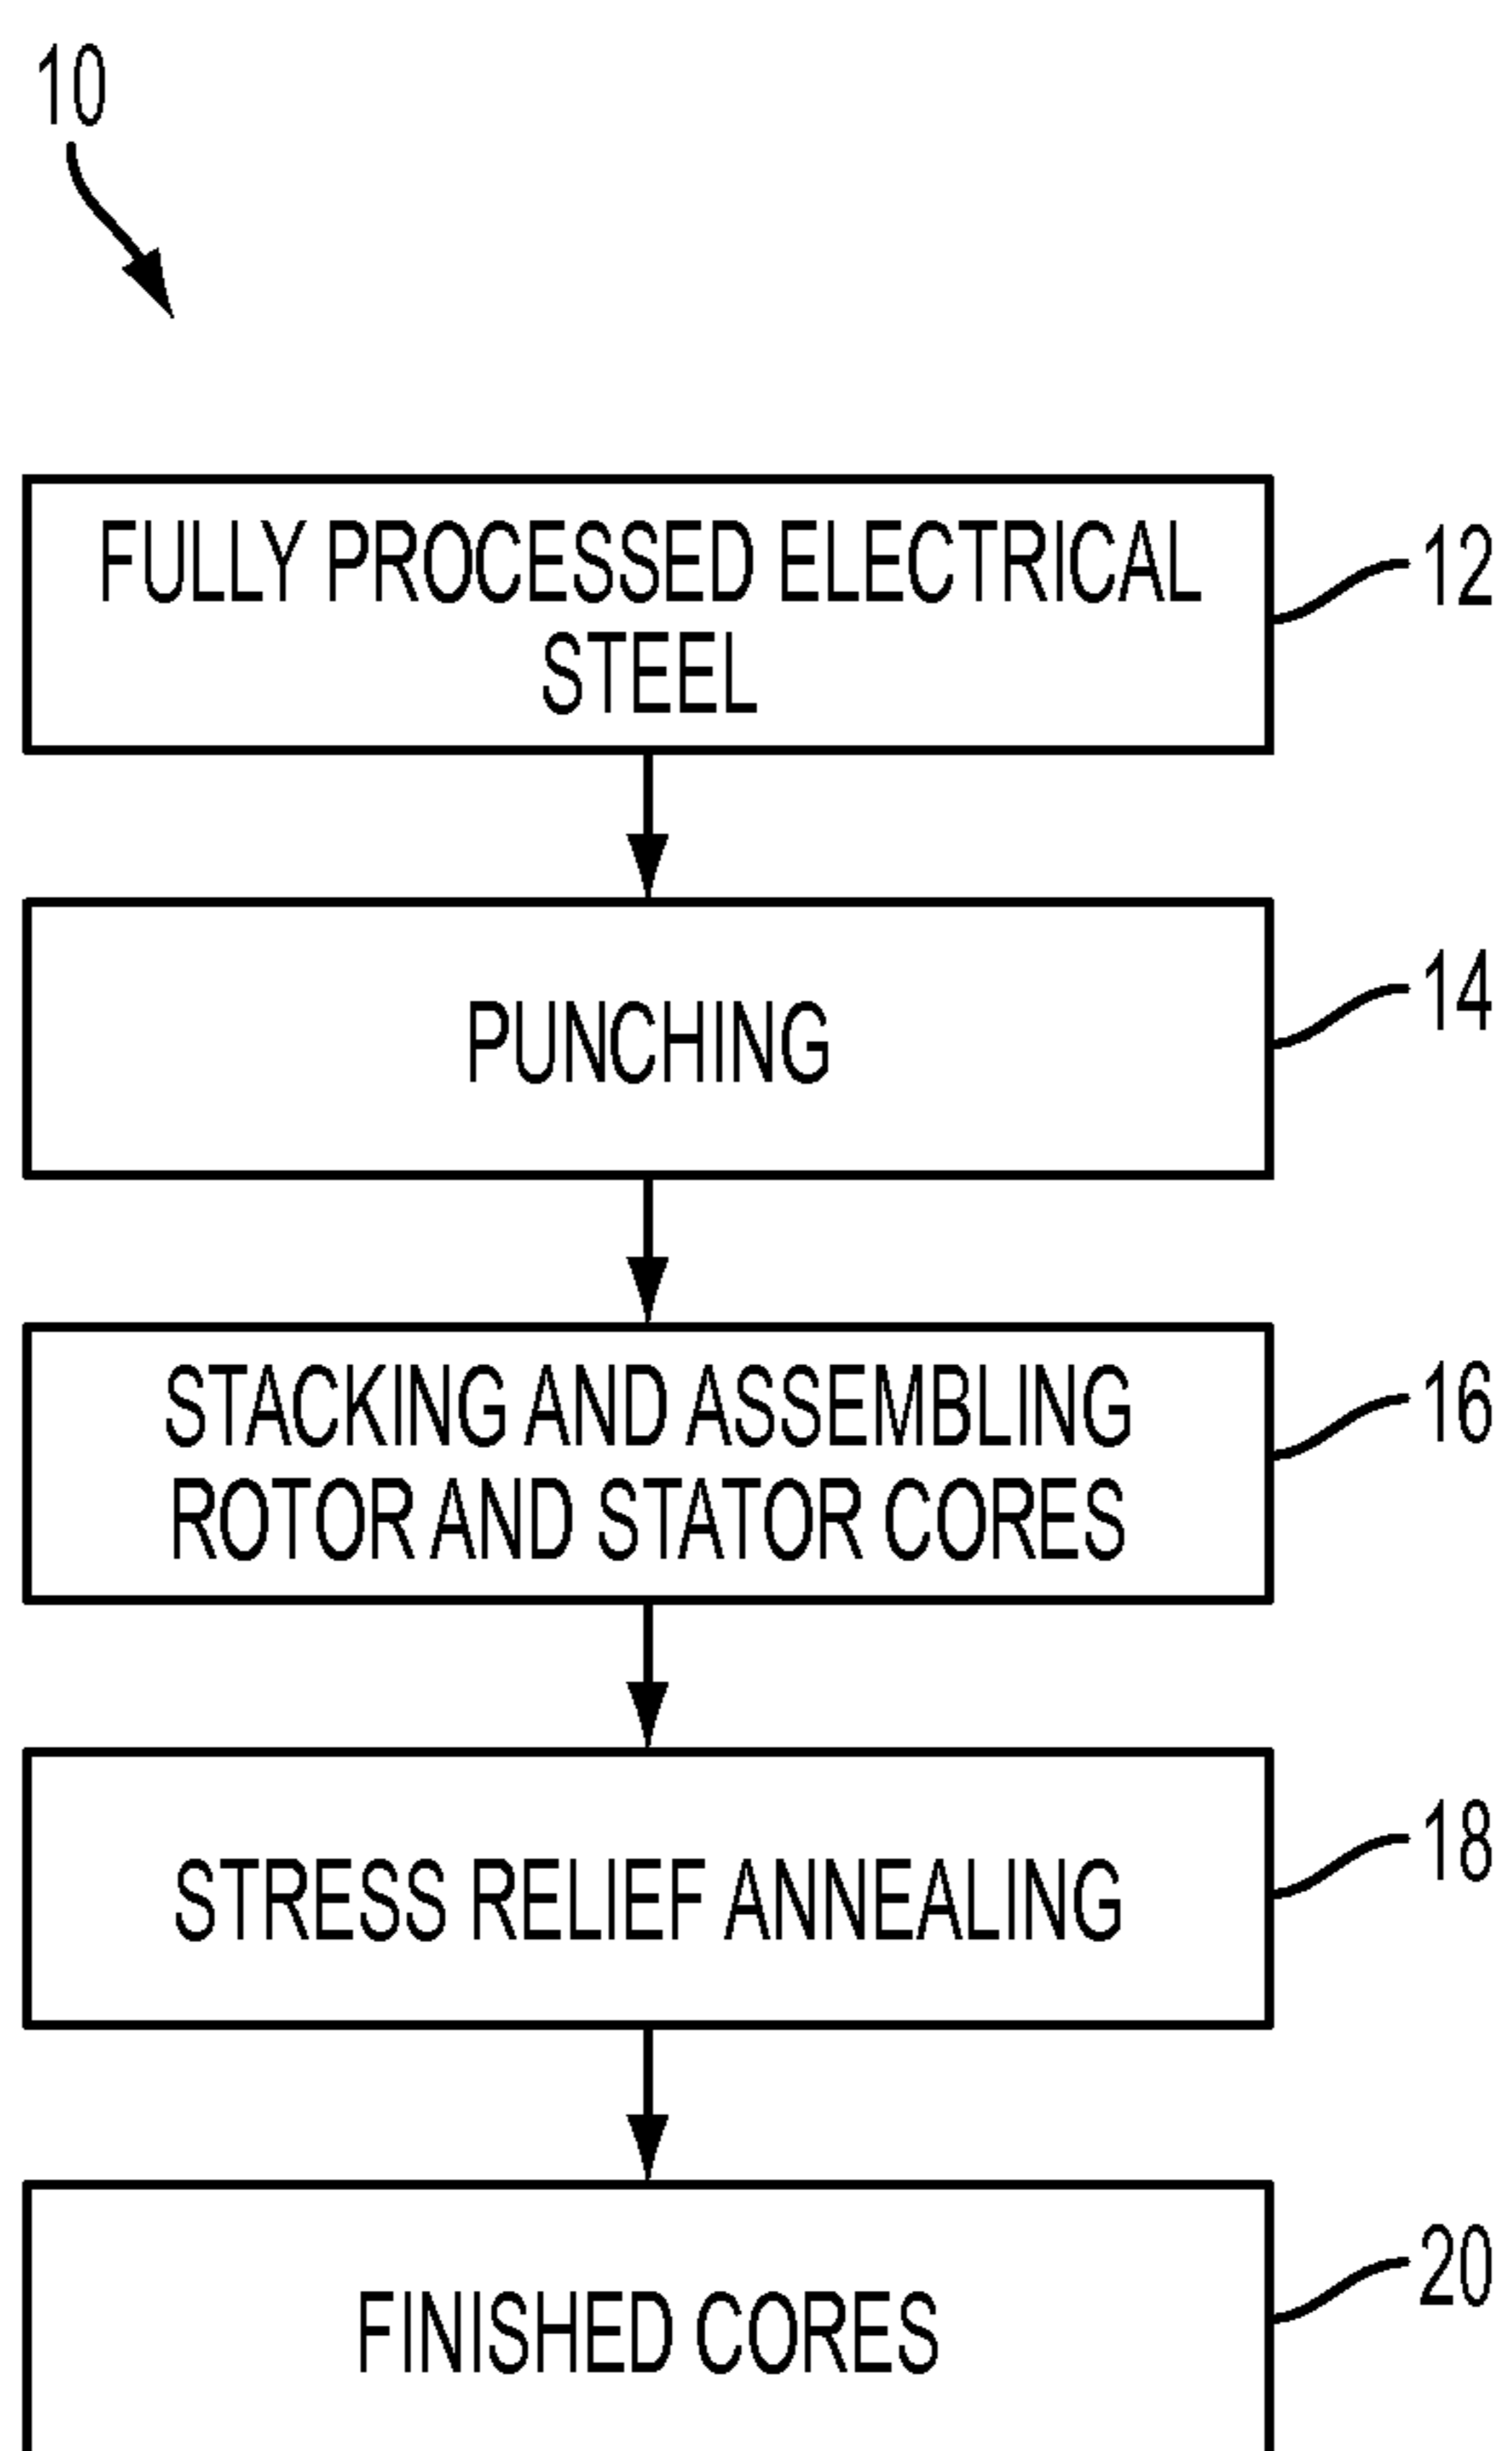 10
FULLY PROCESSED ELECTRICAL
STEEL
12
PUNCHING
14
STACKING AND ASSEMBLING
ROTOR AND STATOR CORES
16
STRESS RELIEF ANNEALING
18
FINISHED CORES
20